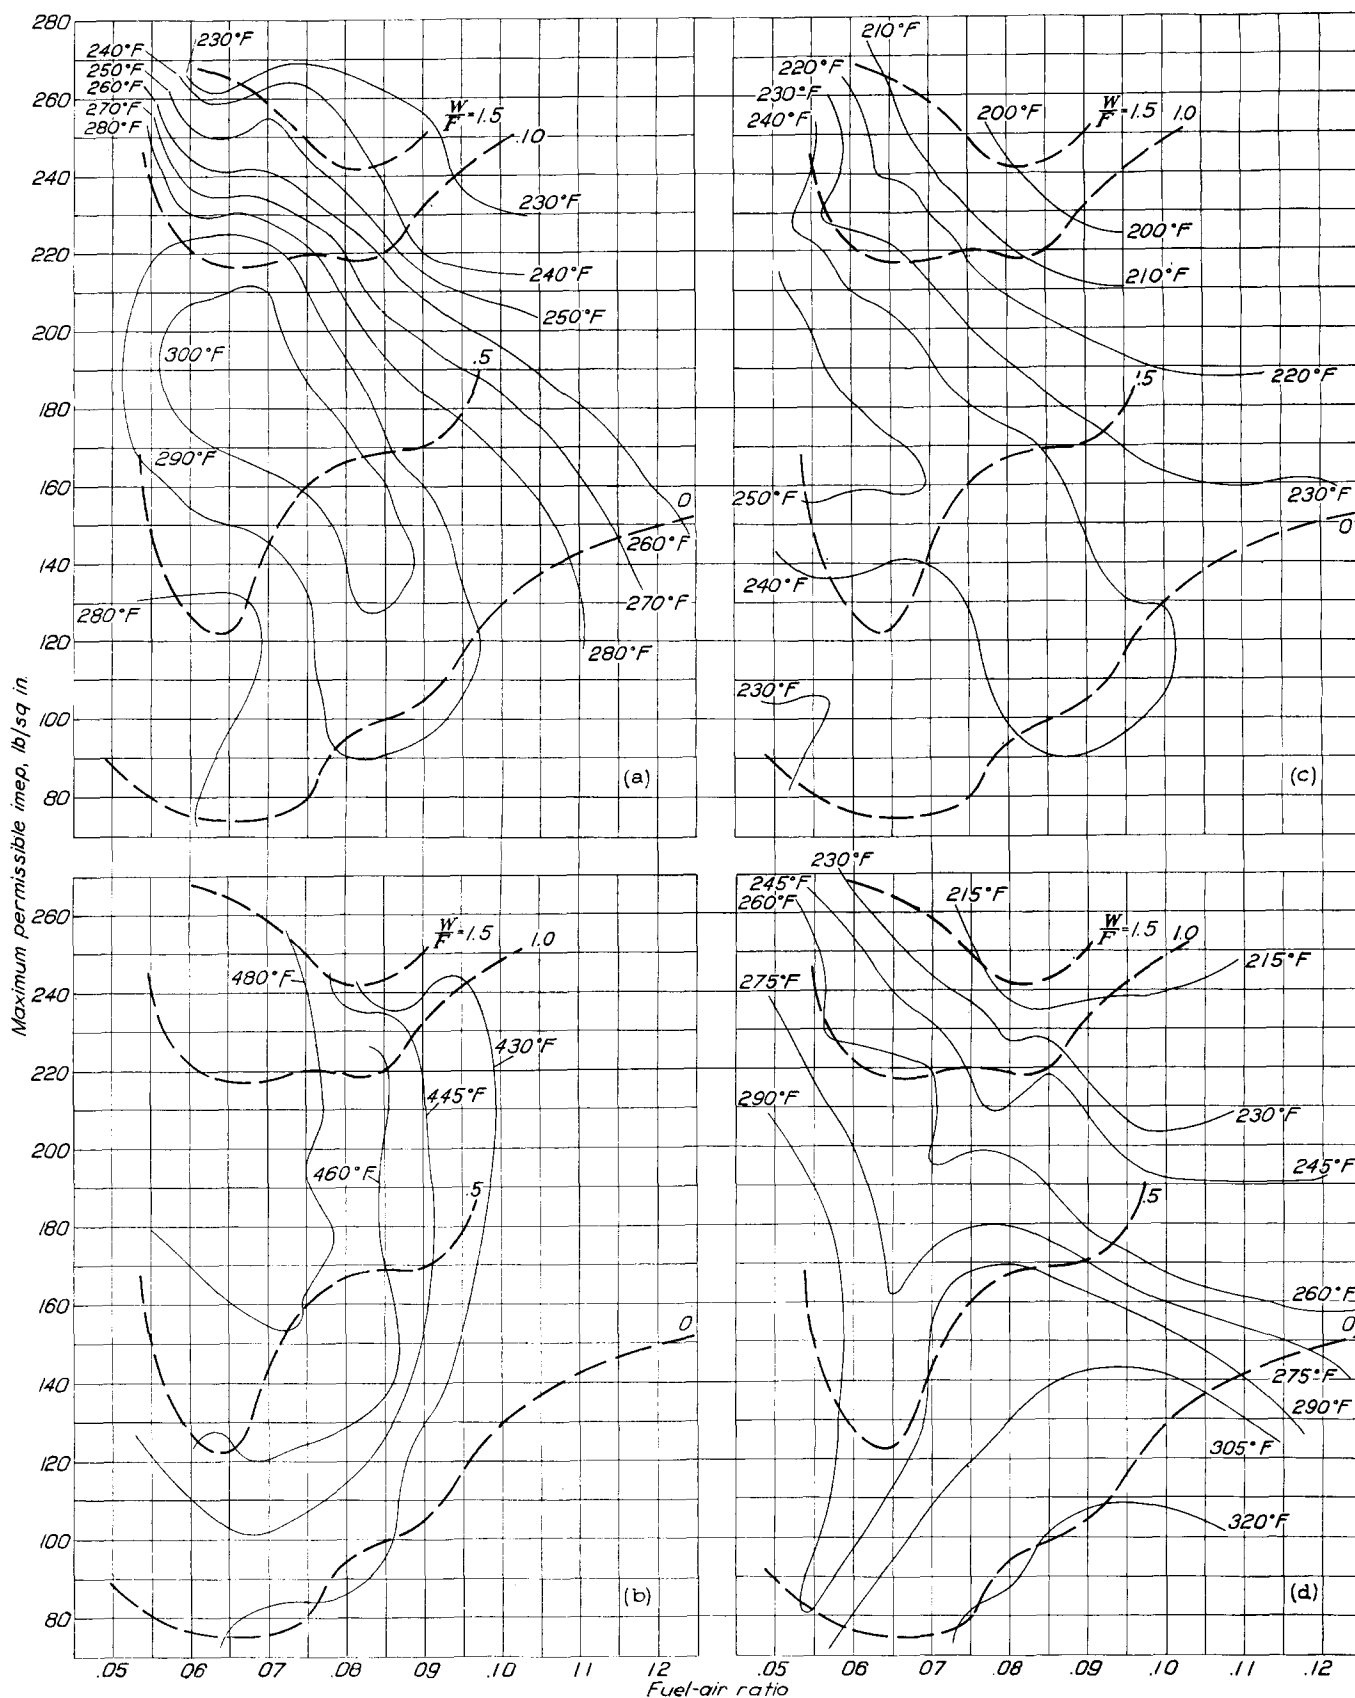 Maximum permissible imep, lb/sq in.
280
260
240
220
200
180
160
140
120
100
80
230°F
240°F
250°F
260°F
270°F
280°F
W/F=1.5
1.0
230°F
240°F
250°F
300°F
.5
290°F
0
260°F
270°F
280°F
280°F
(a)
210°F
220°F
230°F
240°F
200°F
W/F=1.5
1.0
200°F
210°F
220°F
.5
250°F
230°F
0
240°F
230°F
(c)
260
240
220
200
180
160
140
120
100
80
W/F=1.5
1.0
480°F
430°F
445°F
460°F
.5
0
(b)
.05
.06
.07
.08
.09
.10
.11
.12
230°F
245°F
260°F
215°F
W/F=1.5
1.0
215°F
275°F
290°F
230°F
245°F
.5
260°F
0
275°F
290°F
305°F
320°F
(d)
.05
.06
.07
.08
.09
.10
.11
.12
Fuel-air ratio